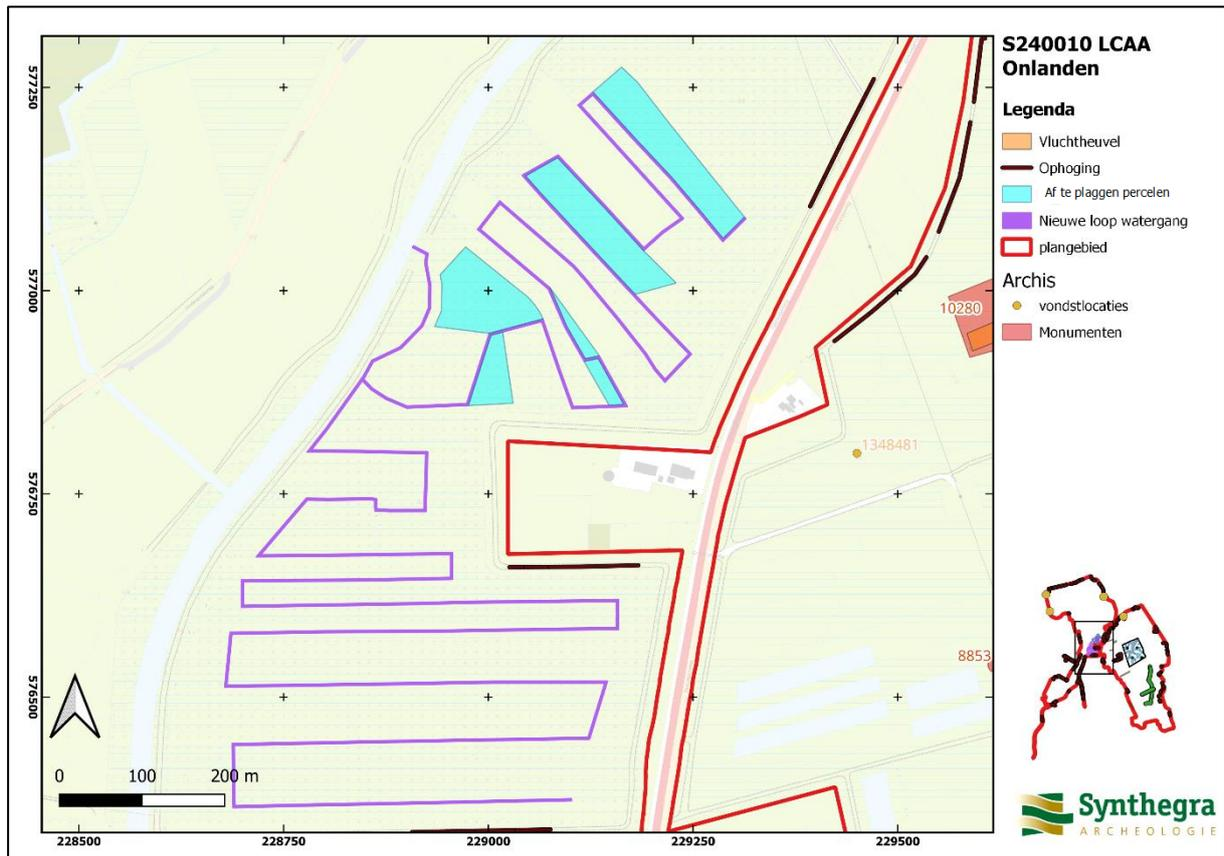 S240010 LCAA
Onlanden
Legenda
Vluchtheuvel
Ophoging
Af te plaggen percelen
Nieuwe loop watergang
plangebied
Archis
vondstlocaties
Monumenten
577250
577000
576750
576500
10280
1348481
8853
0 100 200 m
228500 228750 229000 229250 229500
Synthegra
ARCHEOLOGIE